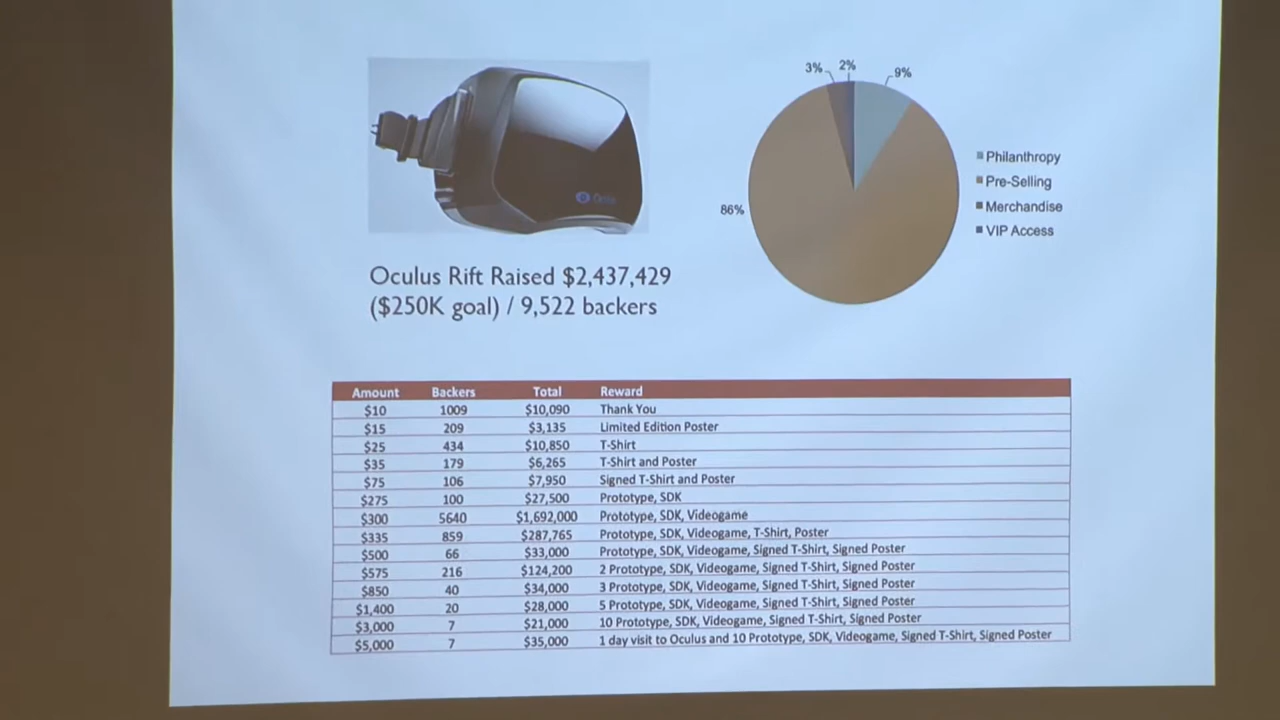 3% 2% 9%
86%
Philanthropy
Pre-Selling
Merchandise
VIP Access
Oculus Rift Raised $2,437,429
($250K goal) / 9,522 backers
Amount Backers Total Reward
$10 1009 $10,090 Thank You
$15 209 $3,135 Limited Edition Poster
$25 434 $10,850 T-Shirt
$35 179 $6,265 T-Shirt and Poster
$75 106 $7,950 Signed T-Shirt and Poster
$275 100 $27,500 Prototype, SDK
$300 5640 $1,692,000 Prototype, SDK, Videogame
$335 859 $287,765 Prototype, SDK, Videogame, T-Shirt, Poster
$500 66 $33,000 Prototype, SDK, Videogame, Signed T-Shirt, Signed Poster
$575 216 $124,200 2 Prototype, SDK, Videogame, Signed T-Shirt, Signed Poster
$850 40 $34,000 3 Prototype, SDK, Videogame, Signed T-Shirt, Signed Poster
$1,400 20 $28,000 5 Prototype, SDK, Videogame, Signed T-Shirt, Signed Poster
$3,000 7 $21,000 10 Prototype, SDK, Videogame, Signed T-Shirt, Signed Poster
$5,000 7 $35,000 1 day visit to Oculus and 10 Prototype, SDK, Videogame, Signed T-Shirt, Signed Poster